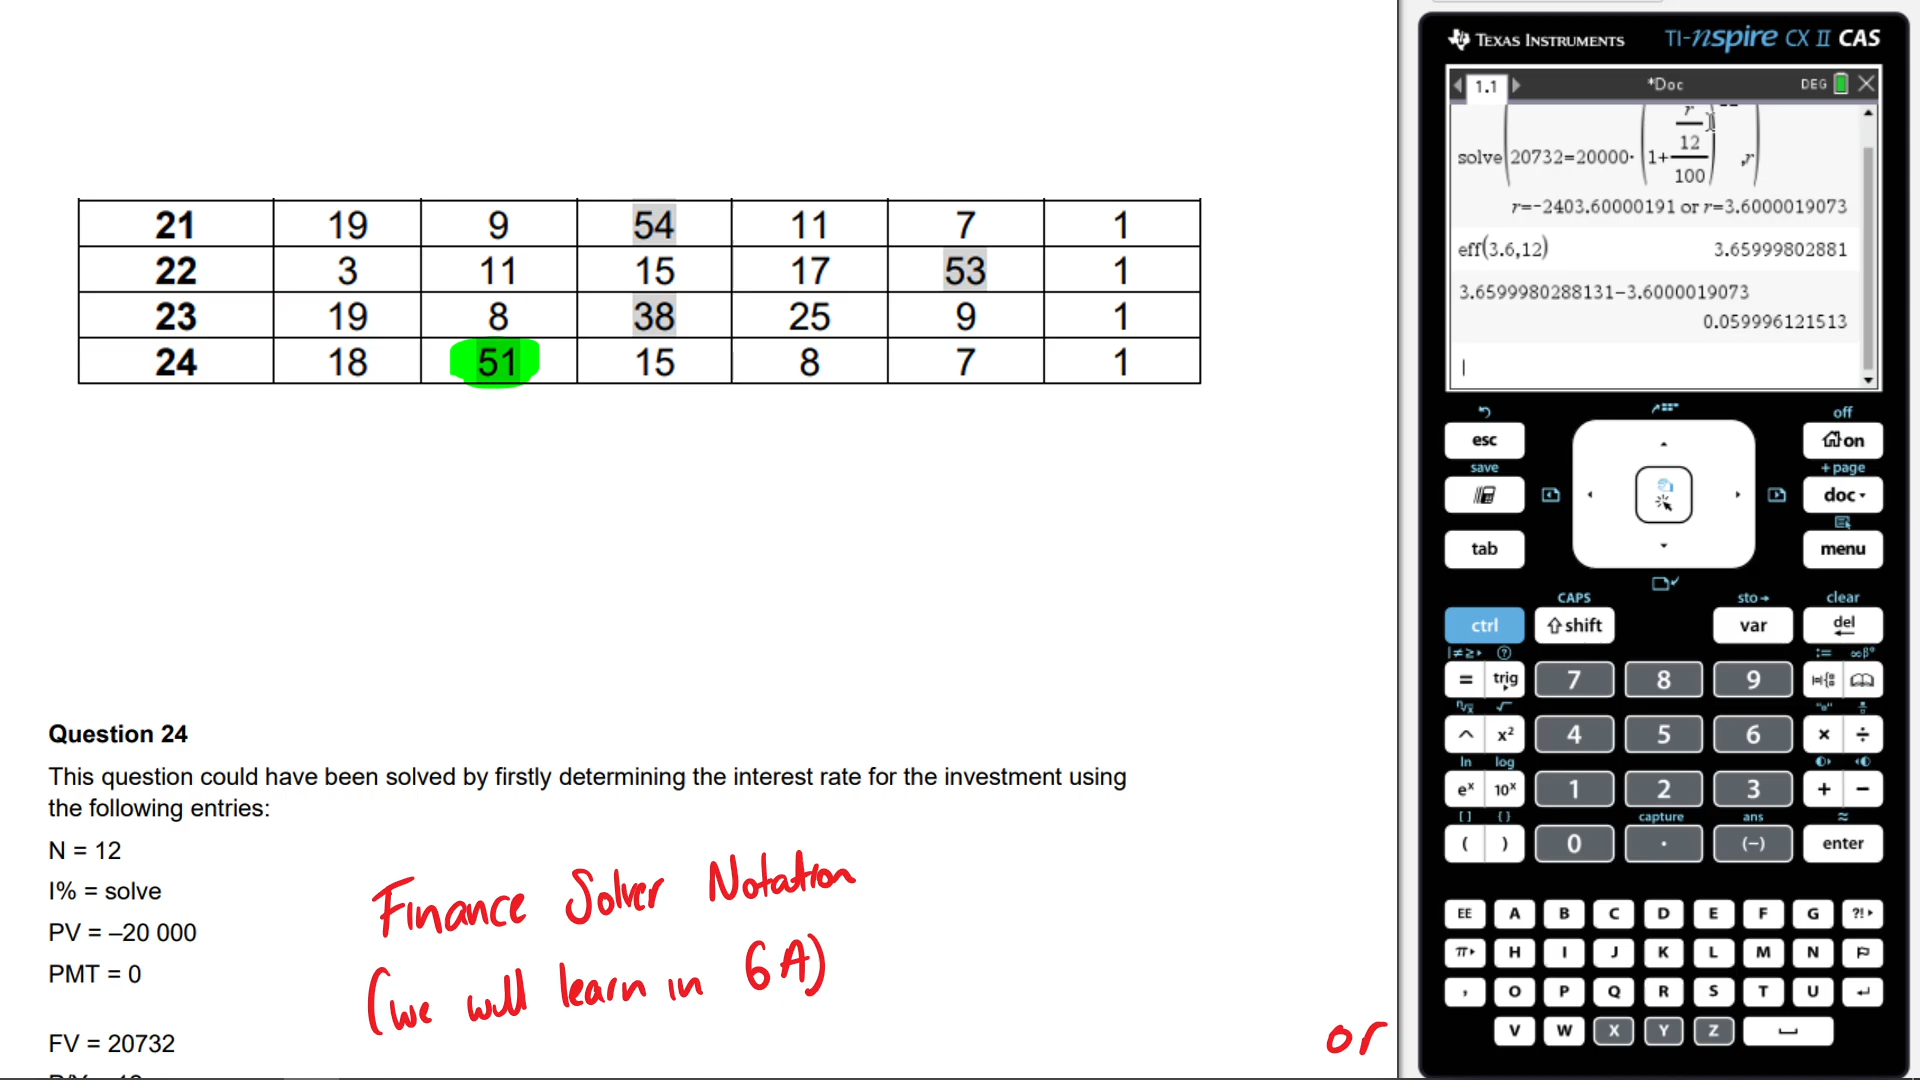 21 19 9 54 11 7 1
22 3 11 15 17 53 1
23 19 8 38 25 9 1
24 18 51 15 8 7 1
Question 24
This question could have been solved by firstly determining the interest rate for the investment using
the following entries:
N = 12
I% = solve
PV = –20 000
PMT = 0
FV = 20732
Finance Solver Notation
(we will learn in 6A)
or
TEXAS INSTRUMENTS TI-nspire CX II CAS
1.1 *Doc DEG
solve(20732=20000·(1+r/12/100) ,r)
r=-2403.60000191 or r=3.6000019073
eff(3.6,12) 3.65999802881
3.6599980288131-3.6000019073
0.059996121513
off
esc on
save + page
doc
tab menu
CAPS sto→ clear
ctrl shift var del
|≠≥▸ ? := ∞β°
= trig 7 8 9
ⁿ√x √ "□"
^ x² 4 5 6 × ÷
ln log
eˣ 10ˣ 1 2 3 + −
[ ] { } capture ans ≈
( ) 0 . (−) enter
EE A B C D E F G ?!▸
π▸ H I J K L M N
, O P Q R S T U ↵
V W X Y Z